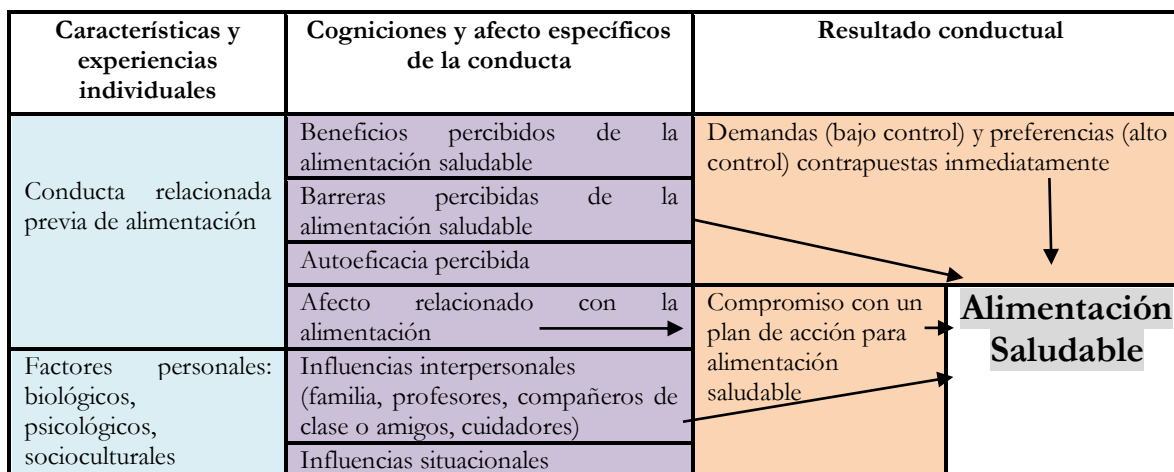 Características y
experiencias
individuales
Cogniciones y afecto específicos
de la conducta
Resultado conductual
Conducta relacionada
previa de alimentación
Beneficios percibidos de la
alimentación saludable
Barreras percibidas de la
alimentación saludable
Autoeficacia percibida
Afecto relacionado con la
alimentación
Demandas (bajo control) y preferencias (alto
control) contrapuestas inmediatamente
Compromiso con un
plan de acción para
alimentación
saludable
Alimentación
Saludable
Factores personales:
biológicos,
psicológicos,
socioculturales
Influencias interpersonales
(familia, profesores, compañeros de
clase o amigos, cuidadores)
Influencias situacionales